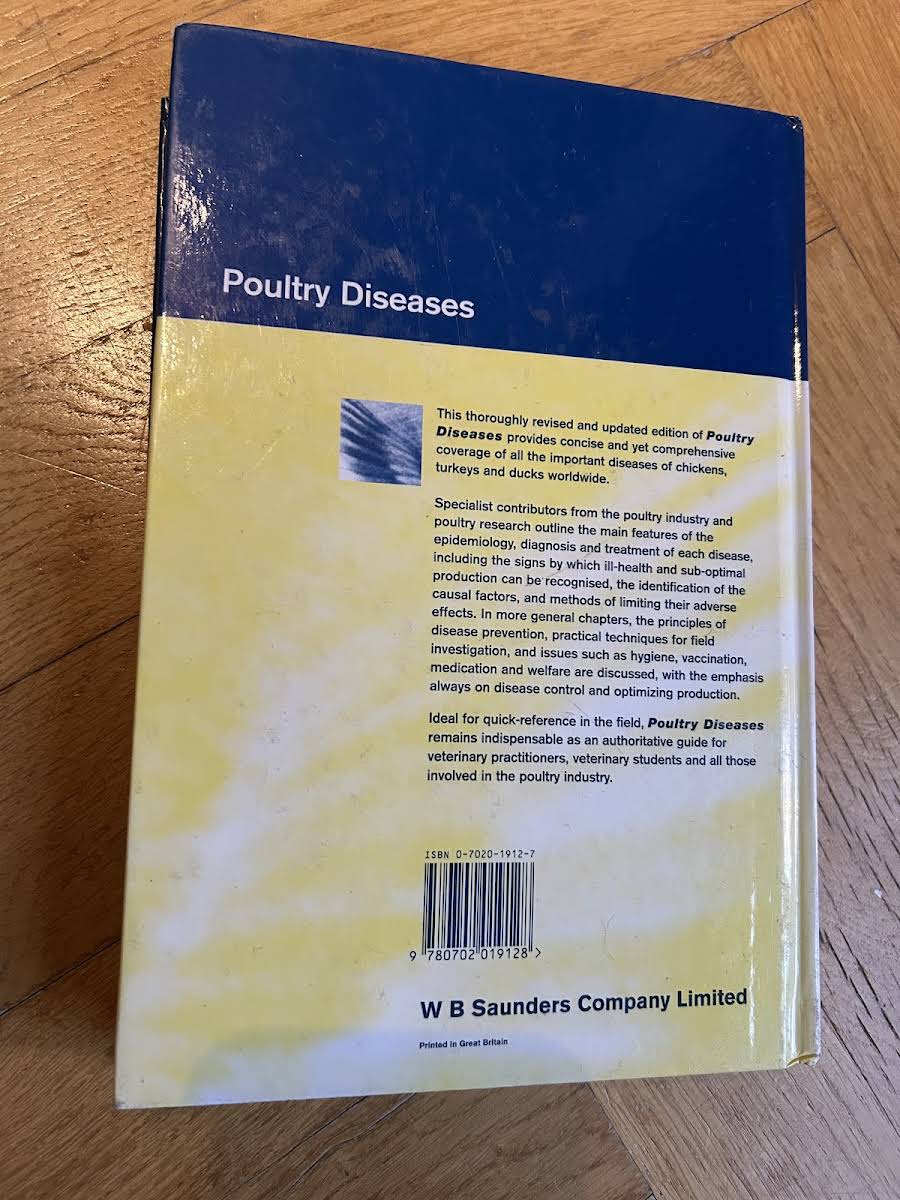 Poultry Diseases
This thoroughly revised and updated edition of Poultry
Diseases provides concise and yet comprehensive
coverage of all the important diseases of chickens,
turkeys and ducks worldwide.
Specialist contributors from the poultry industry and
poultry research outline the main features of the
epidemiology, diagnosis and treatment of each disease,
including the signs by which ill-health and sub-optimal
production can be recognised, the identification of the
causal factors, and methods of limiting their adverse
effects. In more general chapters, the principles of
disease prevention, practical techniques for field
investigation, and issues such as hygiene, vaccination,
medication and welfare are discussed, with the emphasis
always on disease control and optimizing production.
Ideal for quick-reference in the field, Poultry Diseases
remains indispensable as an authoritative guide for
veterinary practitioners, veterinary students and all those
involved in the poultry industry.
ISBN 0-7020-1912-7
9 780702 019128 >
W B Saunders Company Limited
Printed in Great Britain